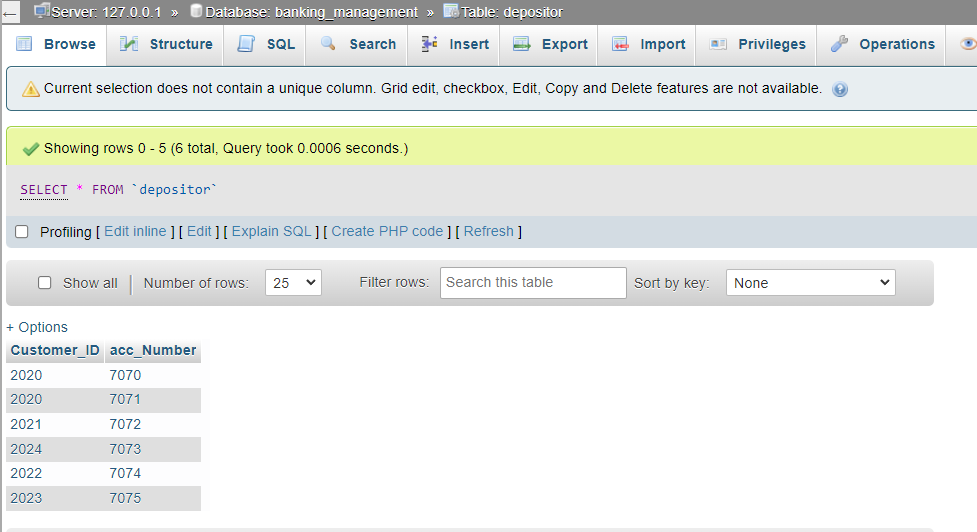 Server: 127.0.0.1 » Database: banking_management » Table: depositor
Browse Structure SQL Search Insert Export Import Privileges Operations
Current selection does not contain a unique column. Grid edit, checkbox, Edit, Copy and Delete features are not available.
Showing rows 0 - 5 (6 total, Query took 0.0006 seconds.)
SELECT * FROM `depositor`
Profiling [ Edit inline ] [ Edit ] [ Explain SQL ] [ Create PHP code ] [ Refresh ]
Show all | Number of rows: 25 Filter rows: Search this table Sort by key: None
+ Options
Customer_ID acc_Number
2020 7070
2020 7071
2021 7072
2024 7073
2022 7074
2023 7075